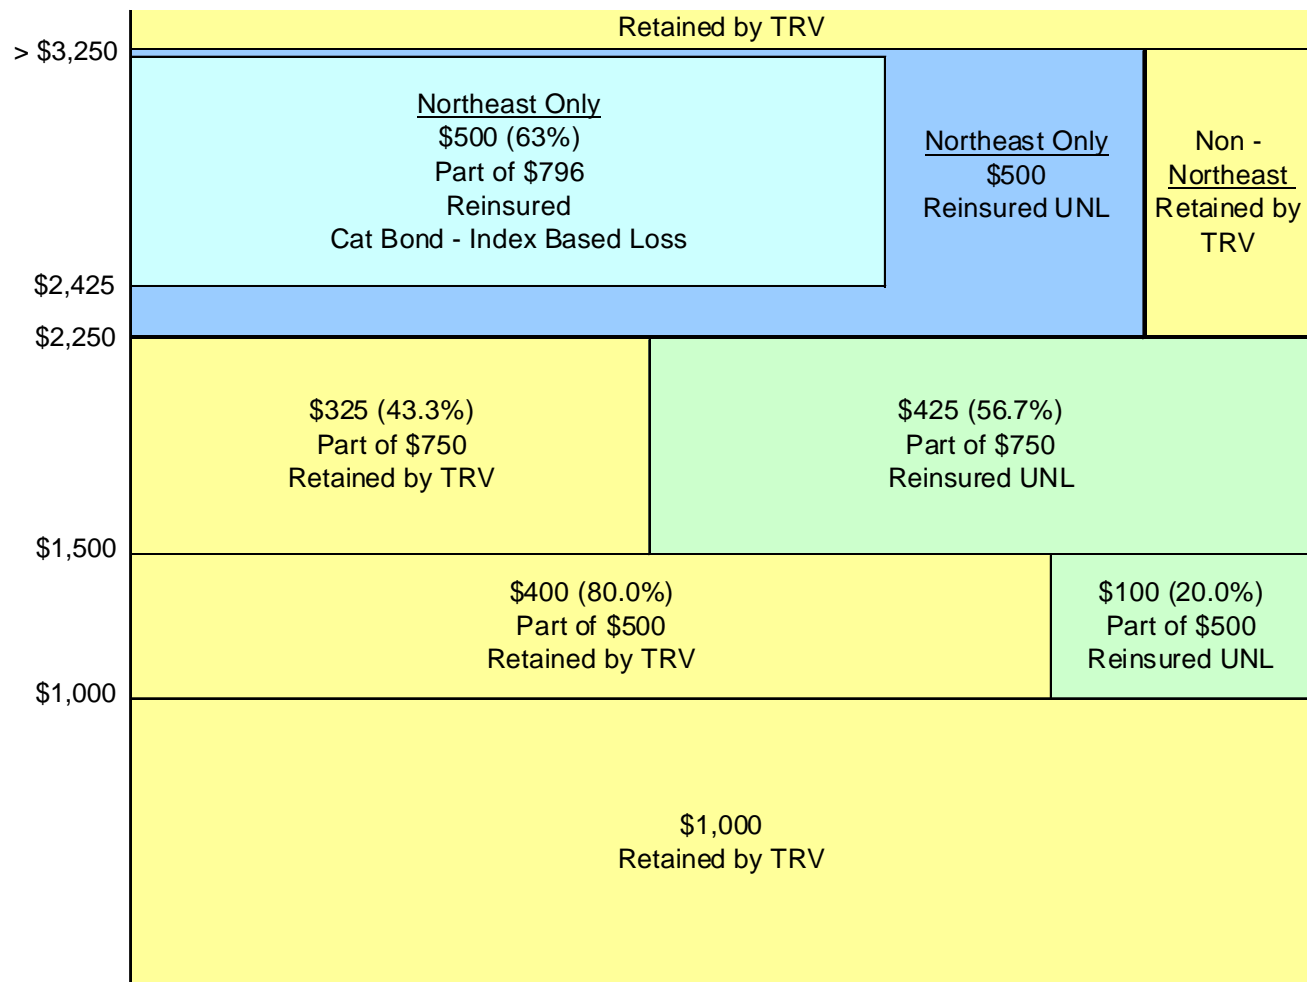 Retained by TRV
> $3,250
Northeast Only
$500 (63%)
Part of $796
Reinsured
Cat Bond - Index Based Loss
Northeast Only
$500
Reinsured UNL
Non -
Northeast
Retained by
TRV
$2,425
$2,250
$325 (43.3%)
Part of $750
Retained by TRV
$425 (56.7%)
Part of $750
Reinsured UNL
$1,500
$400 (80.0%)
Part of $500
Retained by TRV
$100 (20.0%)
Part of $500
Reinsured UNL
$1,000
$1,000
Retained by TRV